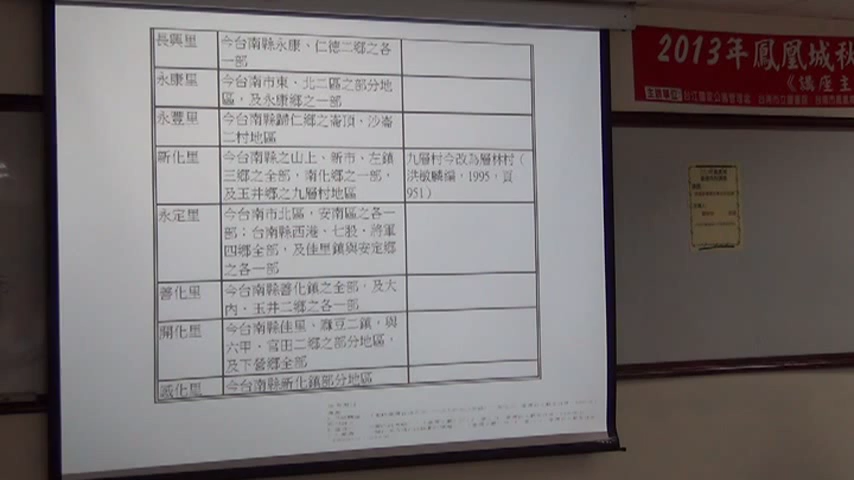 長興里
今台南縣永康、仁德二鄉之各
一部
永康里
今台南市東、北二區之部分地
區，及永康鄉之一部
永豐里
今台南縣歸仁鄉之崙頂、沙崙
二村地區
新化里
今台南縣之山上、新市、左鎮
三鄉之全部，南化鄉之一部，
及玉井鄉之九層村地區
九層村今改為層林村（
洪敏麟編，1995，頁
951）
永定里
今台南市北區，安南區之各一
部；台南縣西港、七股、將軍
四鄉全部，及佳里鎮與安定鄉
之各一部
善化里
今台南縣善化鎮之全部，及大
內、玉井二鄉之各一部
開化里
今台南縣佳里、麻豆二鎮，與
六甲、官田二鄉之部分地區，
及下營鄉全部
威化里
今台南縣新化鎮部分地區
2013年鳳凰城秋
《講座主
主辦單位